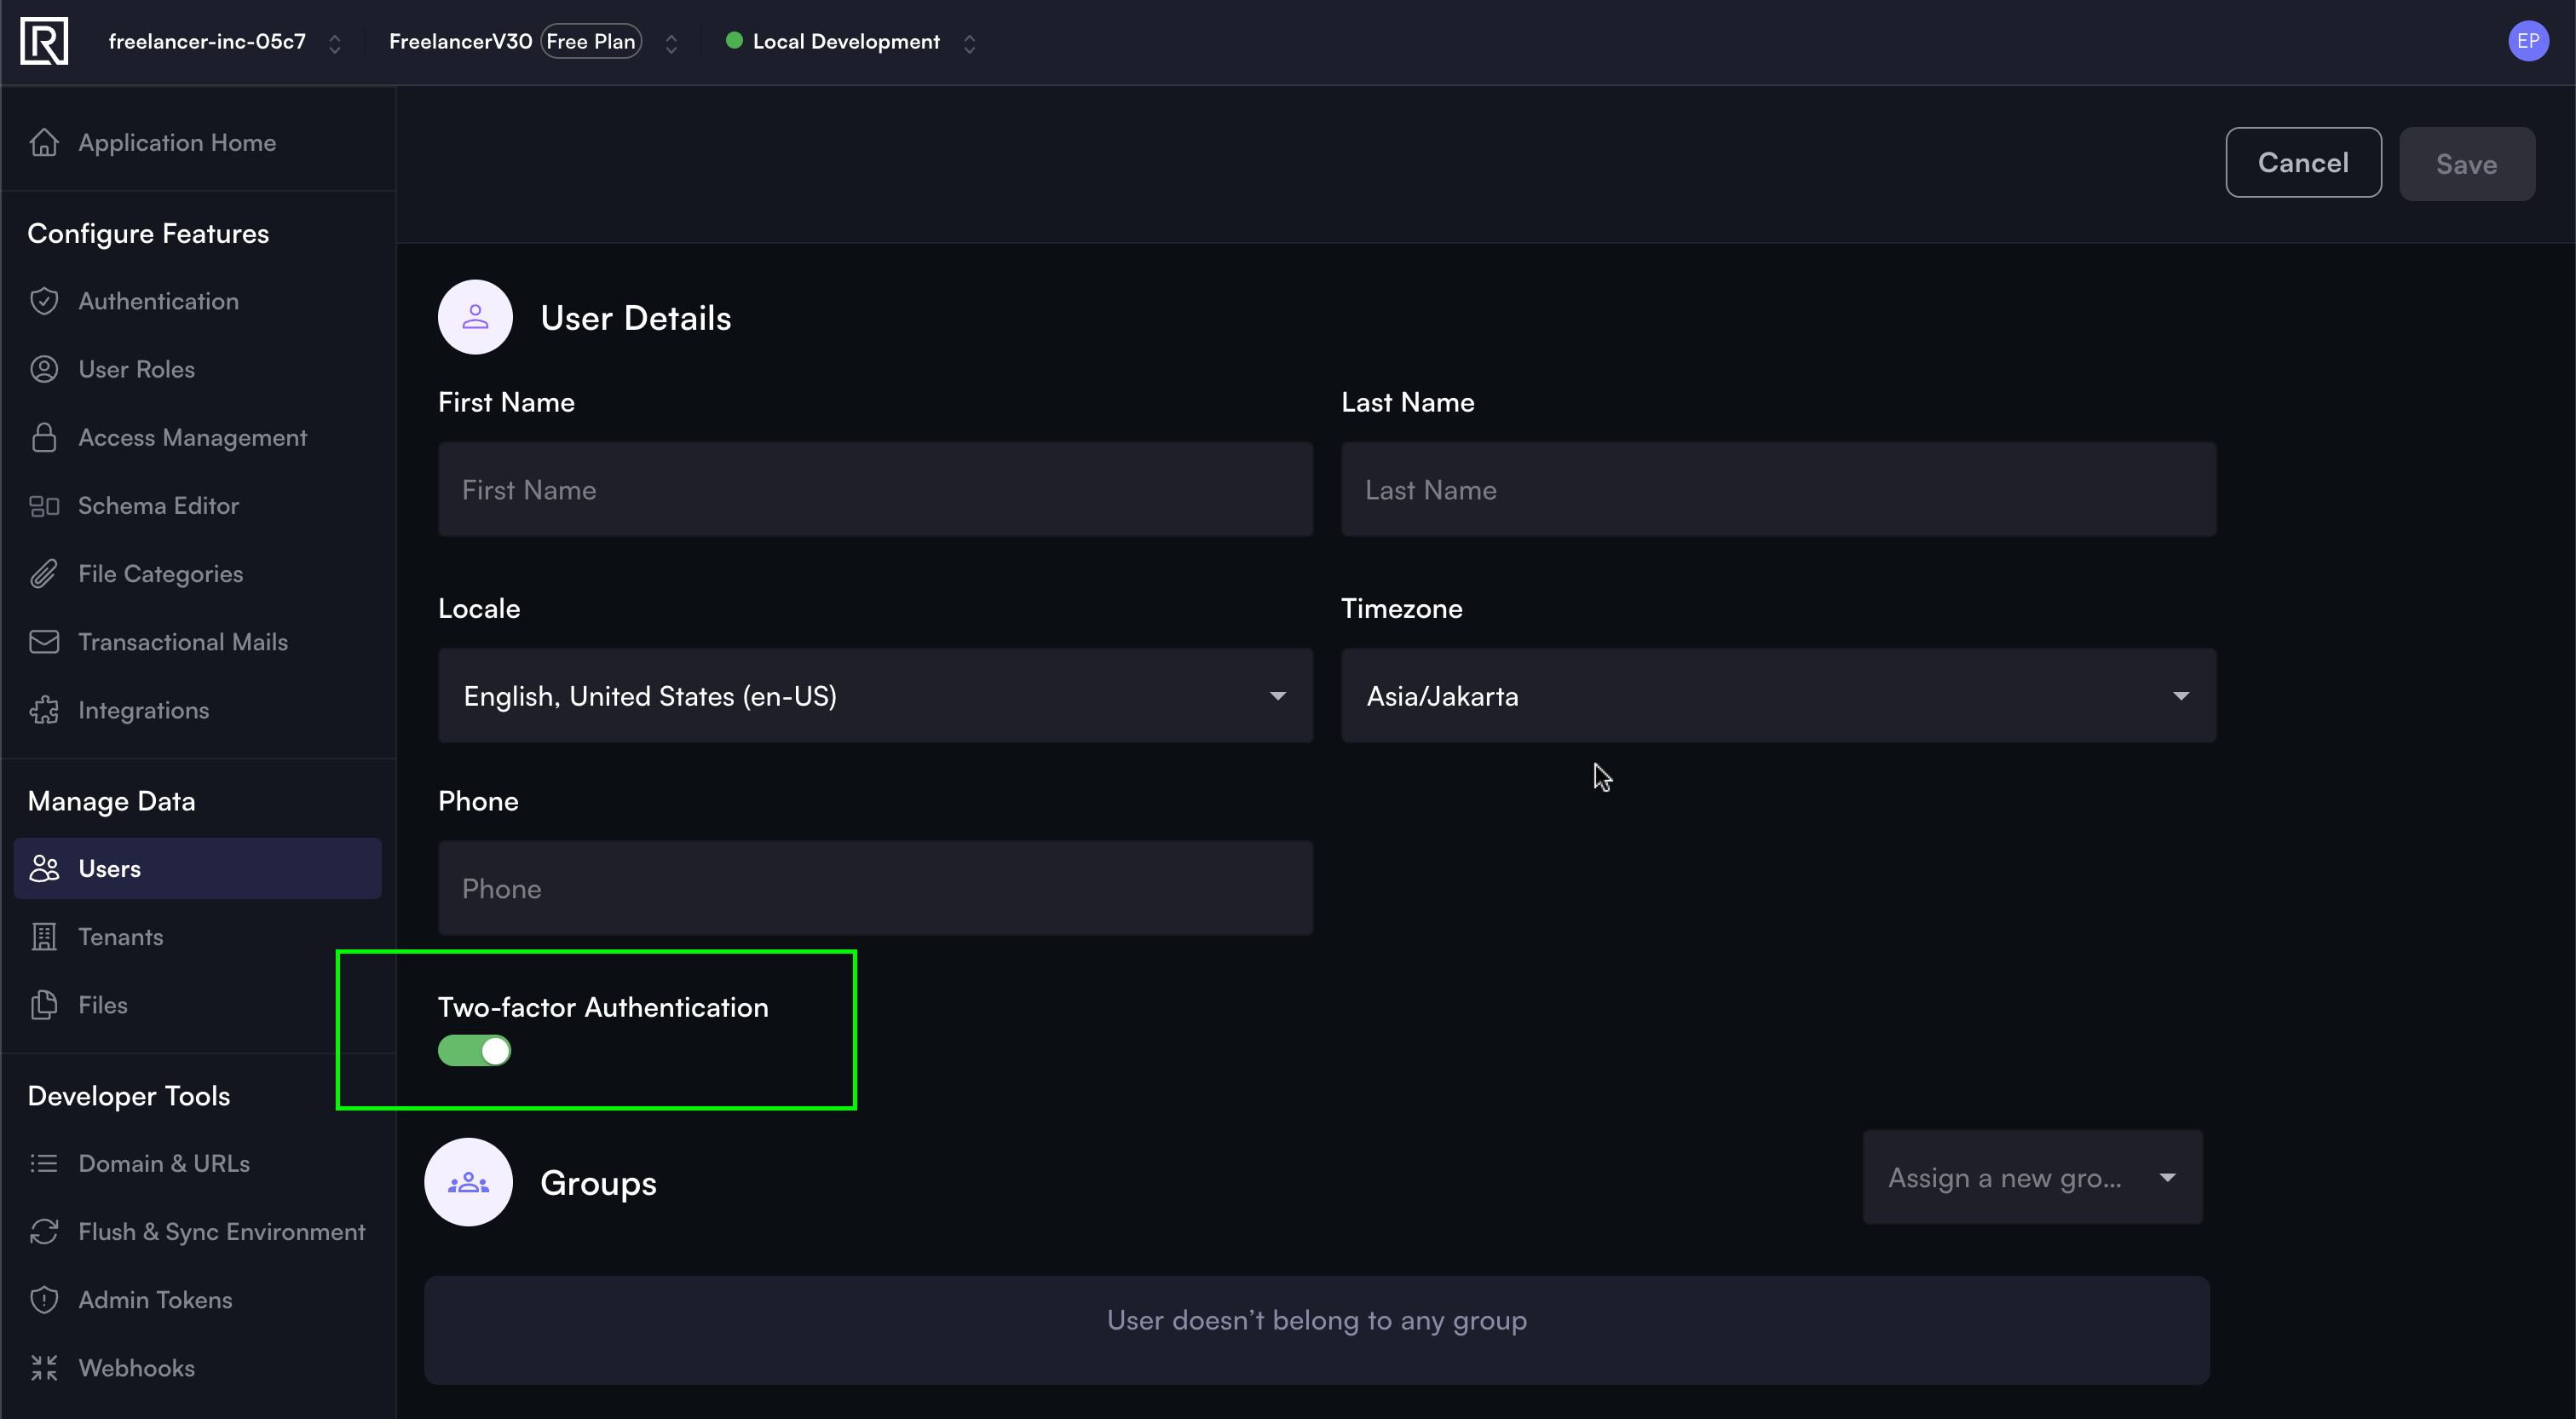 R
freelancer-inc-05c7
FreelancerV30 Free Plan
Local Development
EP
Application Home
Configure Features
Authentication
User Roles
Access Management
Schema Editor
File Categories
Transactional Mails
Integrations
Manage Data
Users
Tenants
Files
Developer Tools
Domain & URLs
Flush & Sync Environment
Admin Tokens
Webhooks
Cancel
Save
User Details
First Name
Last Name
First Name
Last Name
Locale
Timezone
English, United States (en-US)
Asia/Jakarta
Phone
Phone
Two-factor Authentication
Groups
Assign a new gro...
User doesn’t belong to any group